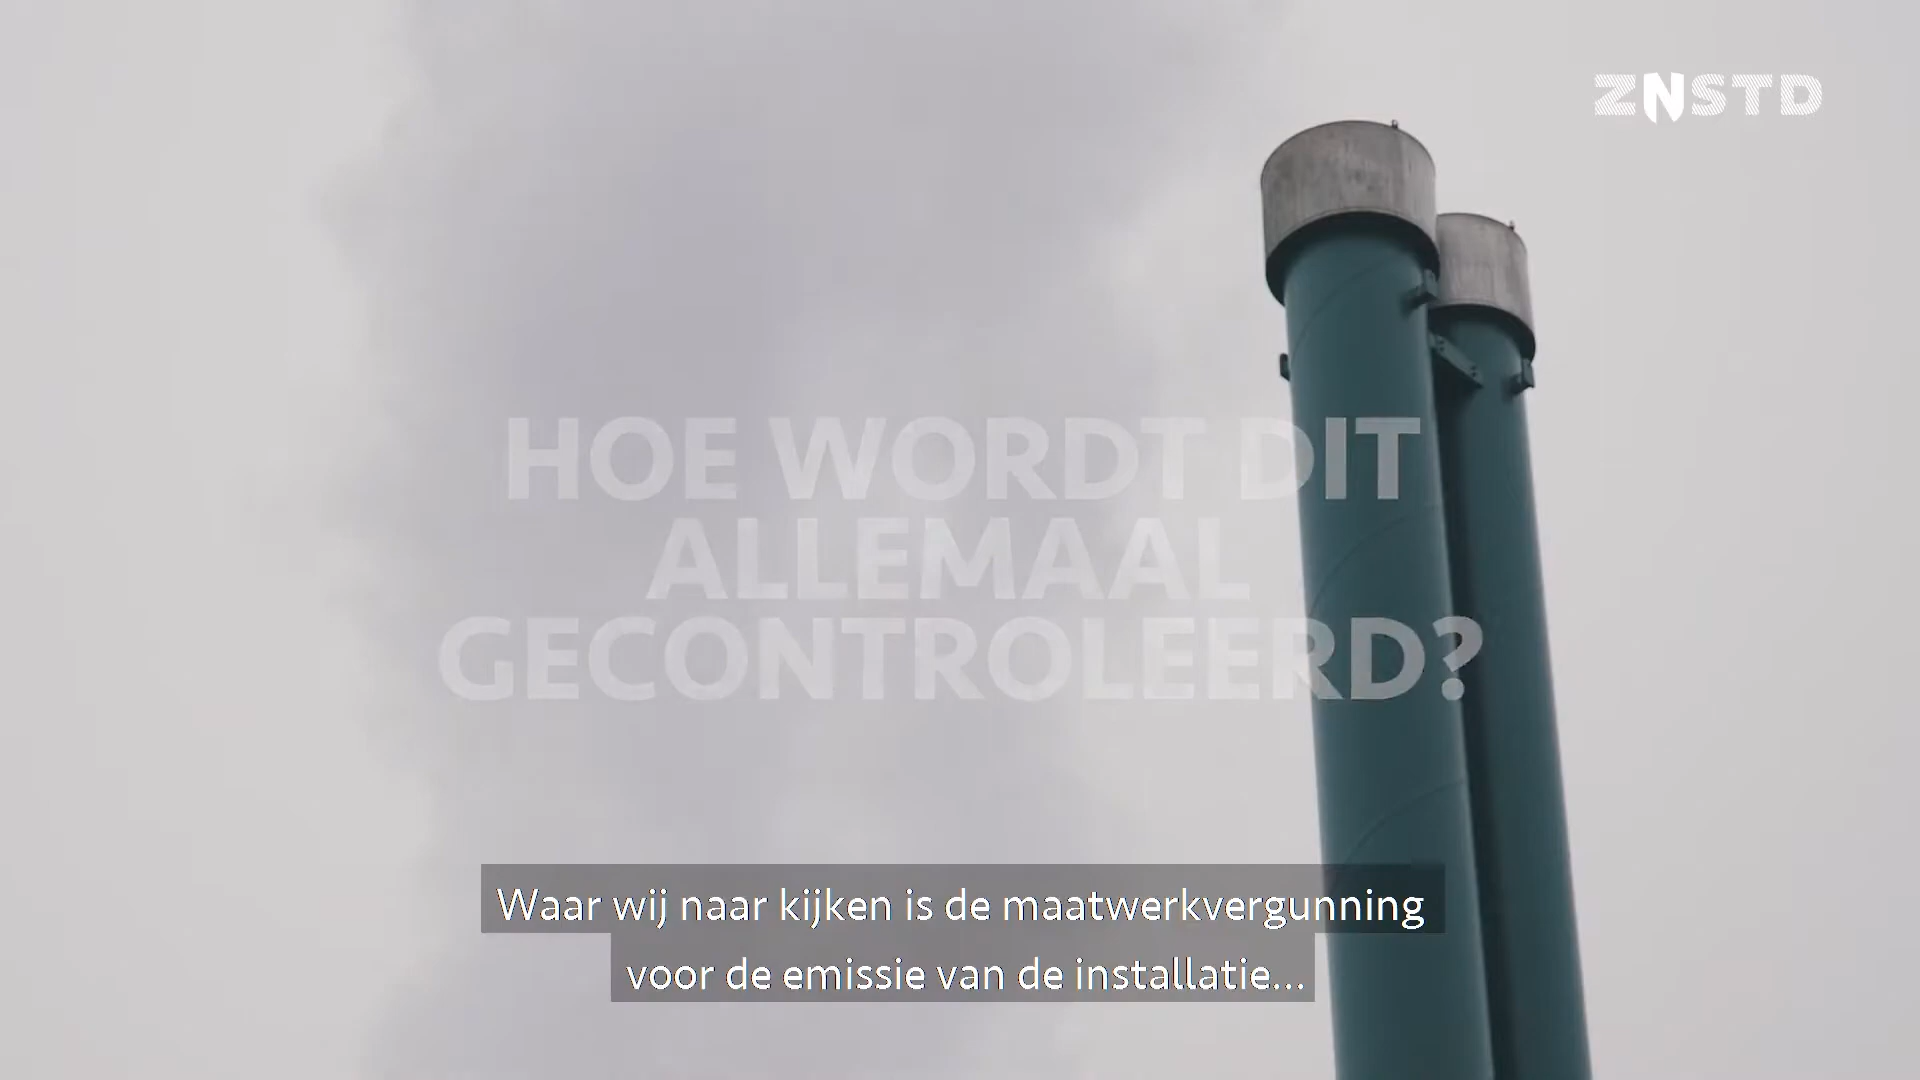 ZNSTD
HOE WORDT DIT
ALLEMAAL
GECONTROLEERD?
Waar wij naar kijken is de maatwerkvergunning
voor de emissie van de installatie...